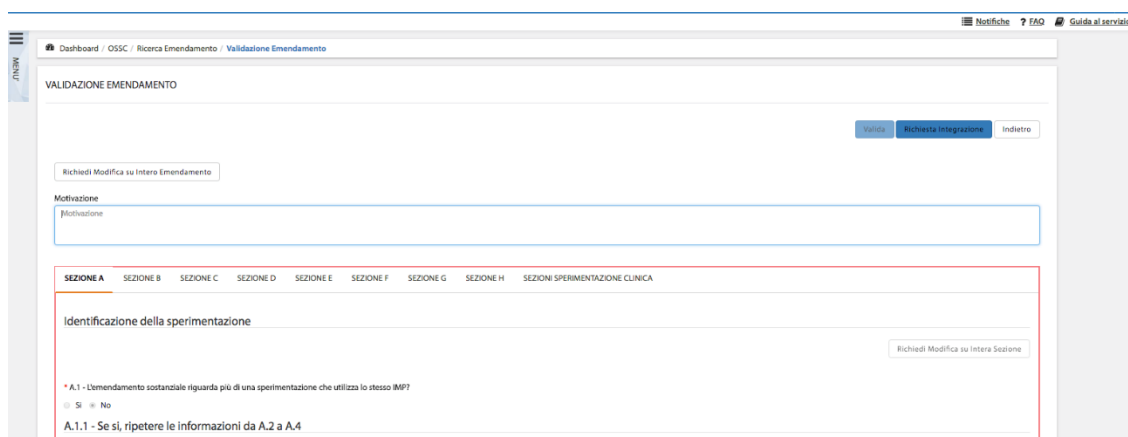 Notifiche ? FAQ Guida al servizio
MENU'
Dashboard / OSSC / Ricerca Emendamento / Validazione Emendamento
VALIDAZIONE EMENDAMENTO
Valida Richiesta Integrazione Indietro
Richiedi Modifica su Intero Emendamento
Motivazione
Motivazione
SEZIONE A SEZIONE B SEZIONE C SEZIONE D SEZIONE E SEZIONE F SEZIONE G SEZIONE H SEZIONI SPERIMENTAZIONE CLINICA
Identificazione della sperimentazione
Richiedi Modifica su Intera Sezione
* A.1 - L'emendamento sostanziale riguarda più di una sperimentazione che utilizza lo stesso IMP?
Si No
A.1.1 - Se si, ripetere le informazioni da A.2 a A.4